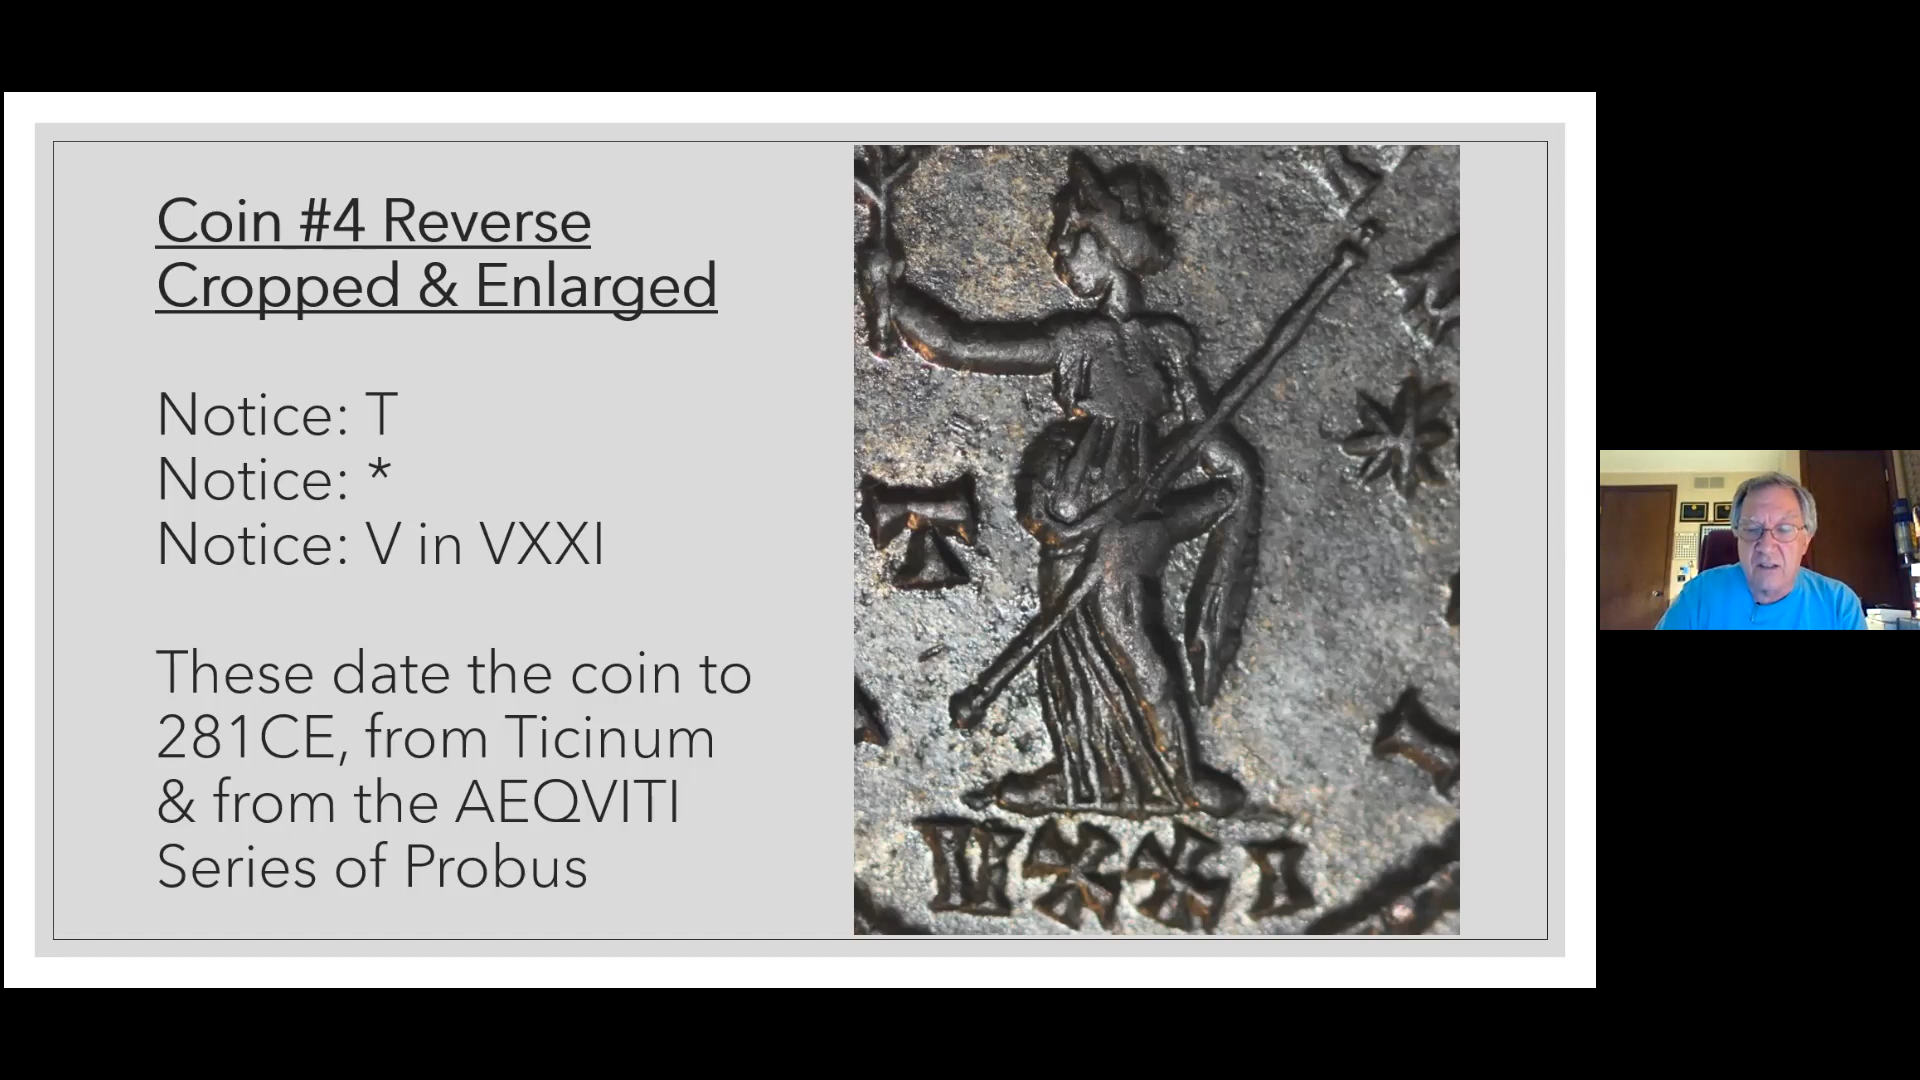 Coin #4 Reverse
Cropped & Enlarged
Notice: T
Notice: *
Notice: V in VXXI
These date the coin to
281CE, from Ticinum
& from the AEQVITI
Series of Probus
T
VXXI